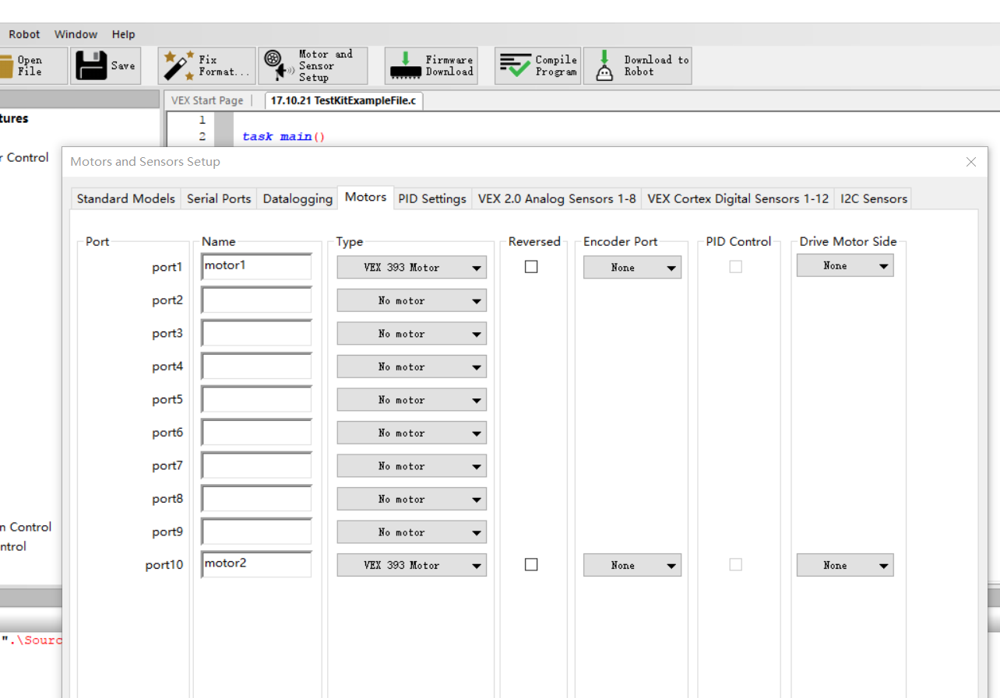 Robot Window Help
Open File
Save
Fix Format...
Motor and Sensor Setup
Firmware Download
Compile Program
Download to Robot
VEX Start Page | 17.10.21 TestKitExampleFile.c
tures
1
2 task main()
r Control
Motors and Sensors Setup
Standard Models Serial Ports Datalogging Motors PID Settings VEX 2.0 Analog Sensors 1-8 VEX Cortex Digital Sensors 1-12 I2C Sensors
Port Name Type Reversed Encoder Port PID Control Drive Motor Side
port1 motor1 VEX 393 Motor None None
port2 No motor
port3 No motor
port4 No motor
port5 No motor
port6 No motor
port7 No motor
port8 No motor
n Control
port9 No motor
ntrol
port10 motor2 VEX 393 Motor None None
".\Sourc